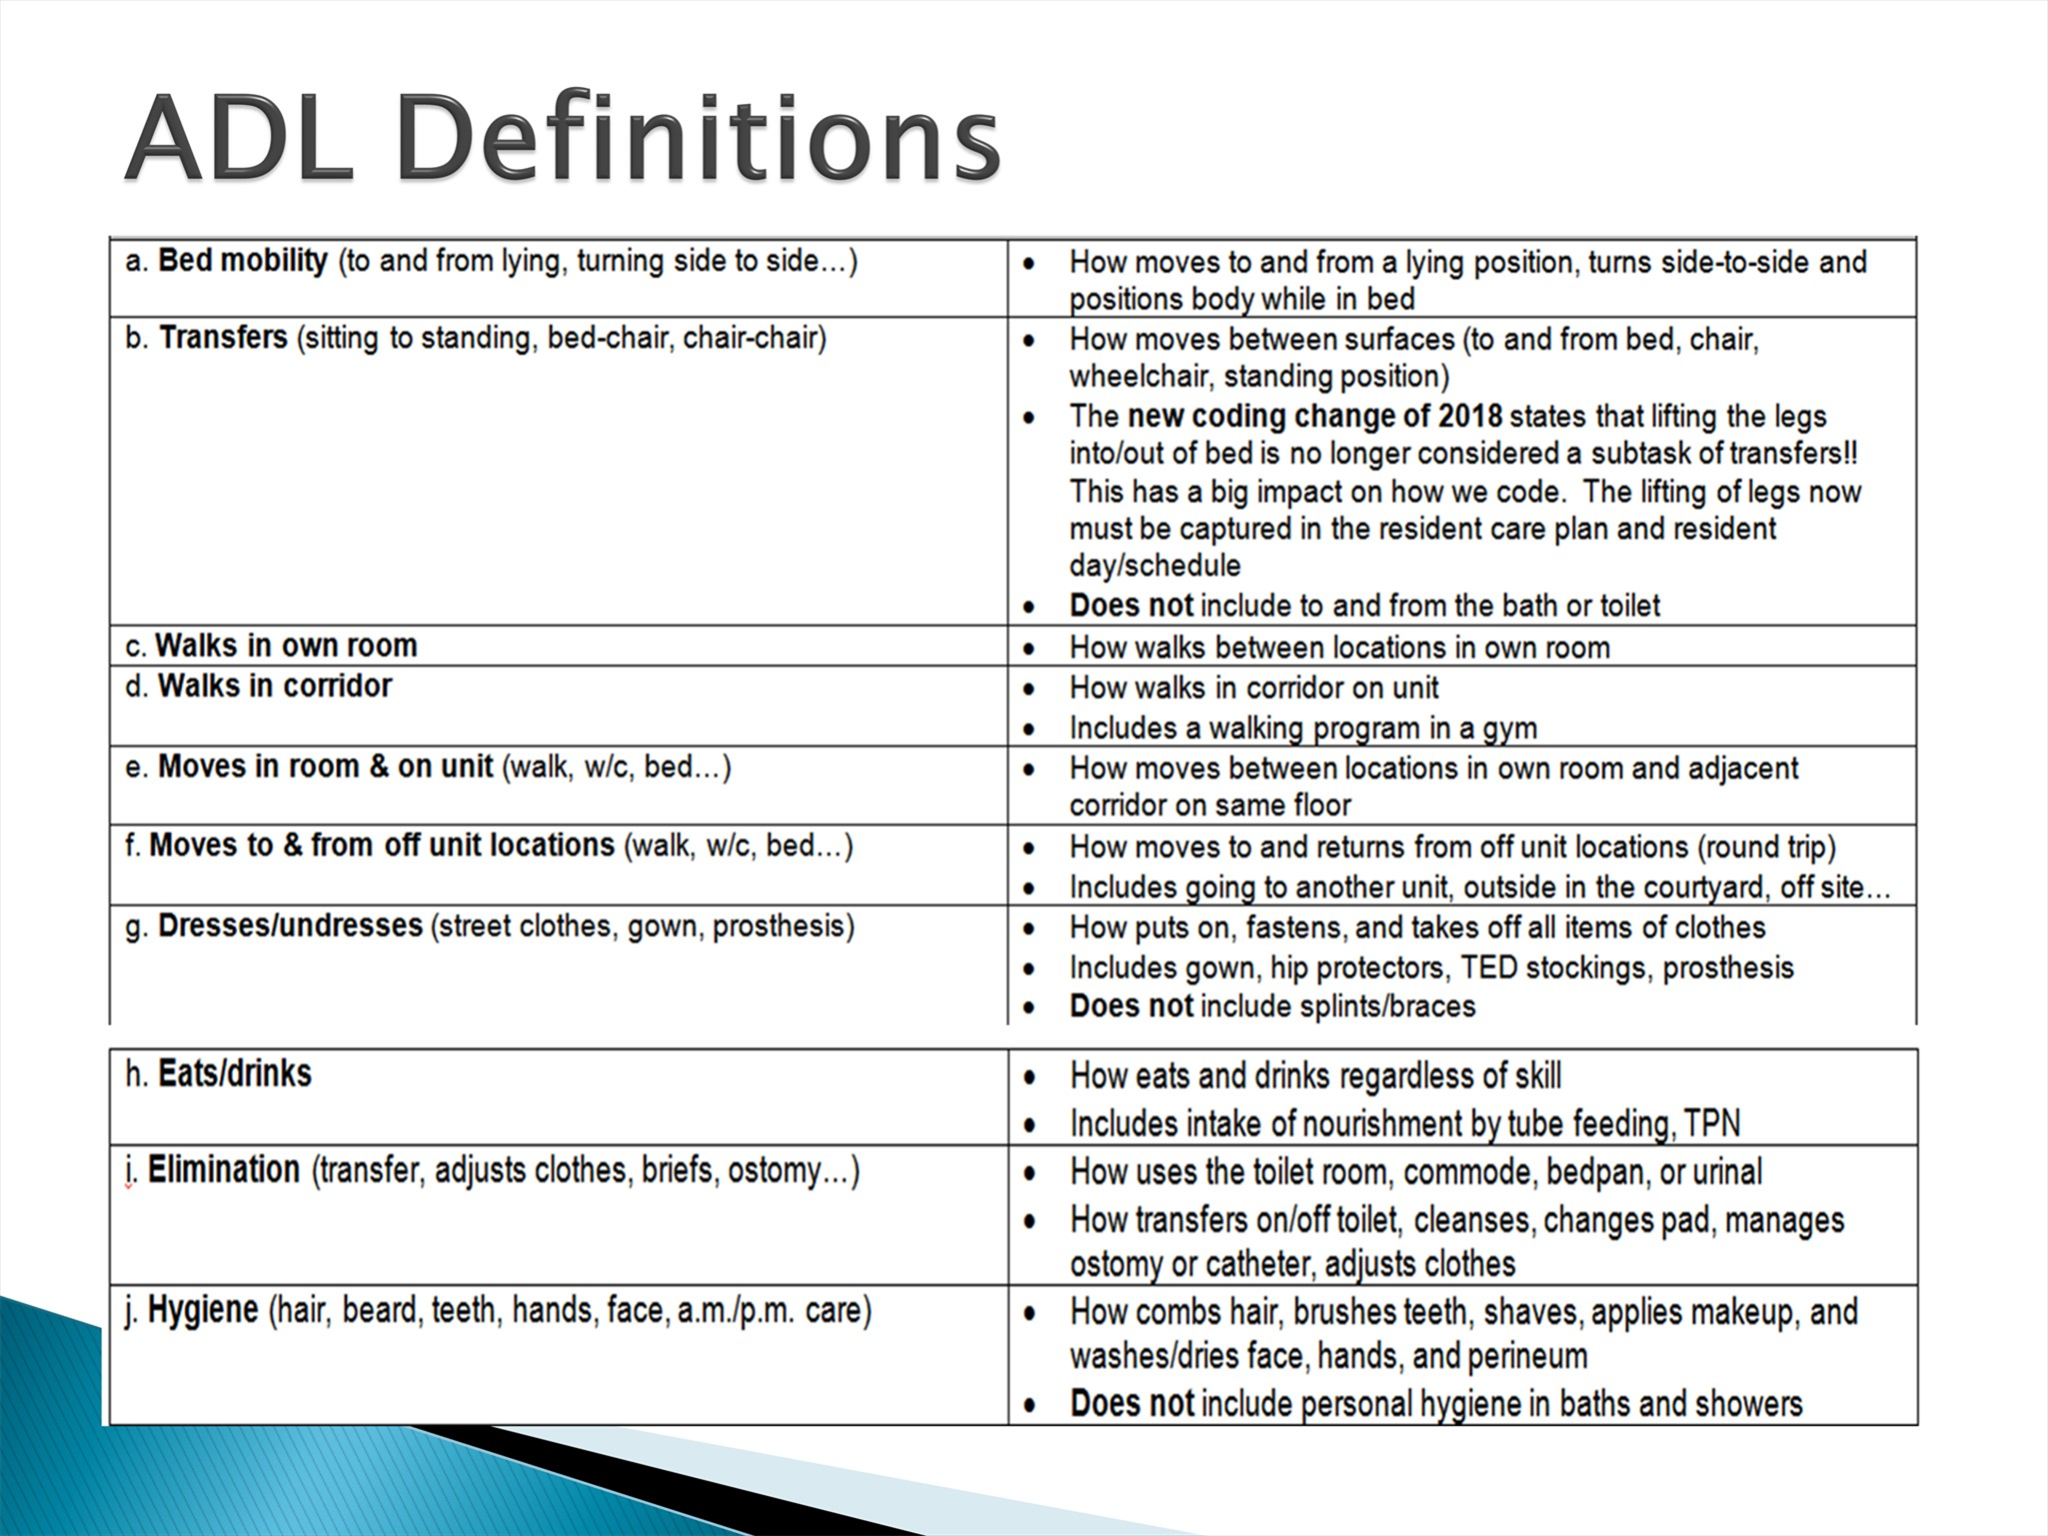 ADL Definitions
a. Bed mobility (to and from lying, turning side to side…)
• How moves to and from a lying position, turns side-to-side and
positions body while in bed
b. Transfers (sitting to standing, bed-chair, chair-chair)
• How moves between surfaces (to and from bed, chair,
wheelchair, standing position)
• The new coding change of 2018 states that lifting the legs
into/out of bed is no longer considered a subtask of transfers!!
This has a big impact on how we code.  The lifting of legs now
must be captured in the resident care plan and resident
day/schedule
• Does not include to and from the bath or toilet
c. Walks in own room
• How walks between locations in own room
d. Walks in corridor
• How walks in corridor on unit
• Includes a walking program in a gym
e. Moves in room & on unit (walk, w/c, bed…)
• How moves between locations in own room and adjacent
corridor on same floor
f. Moves to & from off unit locations (walk, w/c, bed…)
• How moves to and returns from off unit locations (round trip)
• Includes going to another unit, outside in the courtyard, off site…
g. Dresses/undresses (street clothes, gown, prosthesis)
• How puts on, fastens, and takes off all items of clothes
• Includes gown, hip protectors, TED stockings, prosthesis
• Does not include splints/braces
h. Eats/drinks
• How eats and drinks regardless of skill
• Includes intake of nourishment by tube feeding, TPN
i. Elimination (transfer, adjusts clothes, briefs, ostomy…)
• How uses the toilet room, commode, bedpan, or urinal
• How transfers on/off toilet, cleanses, changes pad, manages
ostomy or catheter, adjusts clothes
j. Hygiene (hair, beard, teeth, hands, face, a.m./p.m. care)
• How combs hair, brushes teeth, shaves, applies makeup, and
washes/dries face, hands, and perineum
• Does not include personal hygiene in baths and showers